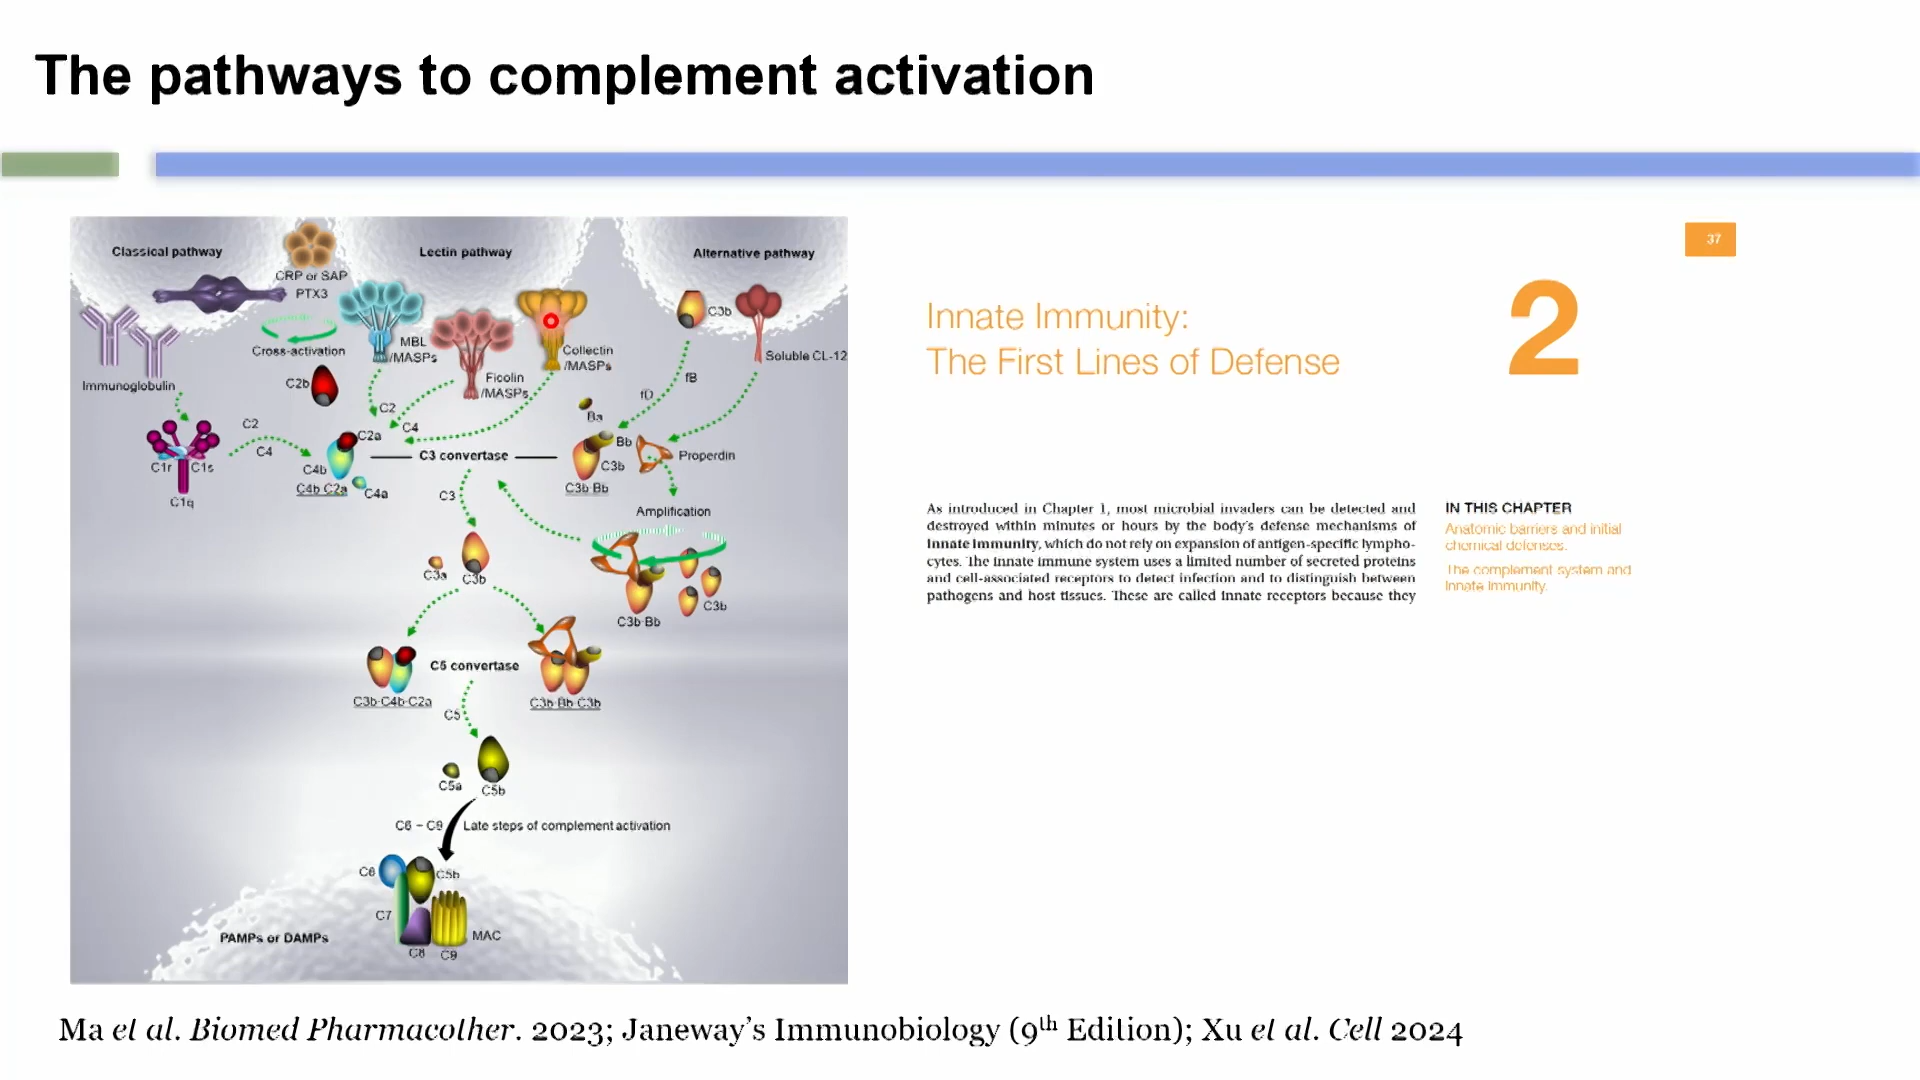 The pathways to complement activation
Classical pathway
CRP or SAP
PTX3
Lectin pathway
Alternative pathway
Cross-activation
Immunoglobulin
C2b
MBL
/MASPs
Ficolin
/MASPs
Collectin
/MASPs
C3b
Soluble CL-12
fB
fD
Ba
C2
C4
C2
C4
C2a
C4b
C4b C2a
C4a
C1r
C1s
C1q
C3 convertase
Bb
C3b
C3b Bb
Properdin
Amplification
C3
C3a
C3b
C3b·Bb
C3b
C5 convertase
C3b·C4b·C2a
C3b·Bb·C3b
C5
C5a
C5b
C6 – C9
Late steps of complement activation
C6
C5b
C7
C8
C9
MAC
PAMPs or DAMPs
37
Innate Immunity:
The First Lines of Defense
2
As introduced in Chapter 1, most microbial invaders can be detected and
destroyed within minutes or hours by the body's defense mechanisms of
innate immunity, which do not rely on expansion of antigen-specific lympho-
cytes. The innate immune system uses a limited number of secreted proteins
and cell-associated receptors to detect infection and to distinguish between
pathogens and host tissues. These are called innate receptors because they
IN THIS CHAPTER
Anatomic barriers and initial
chemical defenses.
The complement system and
innate immunity.
Ma et al. Biomed Pharmacother. 2023; Janeway's Immunobiology (9th Edition); Xu et al. Cell 2024